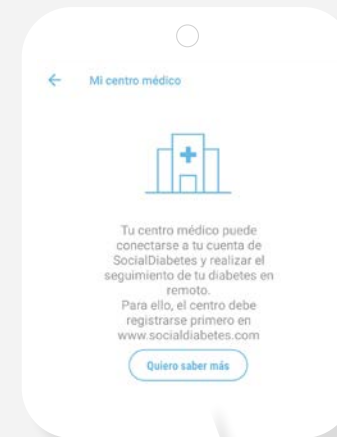 Mi centro médico
Tu centro médico puede
conectarse a tu cuenta de
SocialDiabetes y realizar el
seguimiento de tu diabetes en
remoto.
Para ello, el centro debe
registrarse primero en
www.socialdiabetes.com
Quiero saber más